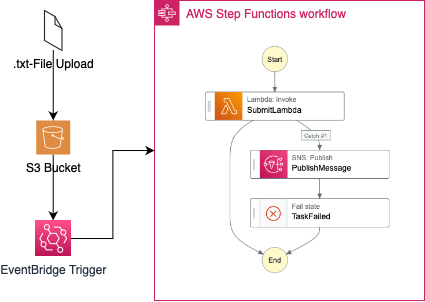 AWS Step Functions workflow
.txt-File Upload
S3 Bucket
EventBridge Trigger
Start
Lambda: Invoke
SubmitLambda
Catch #1
SNS: Publish
PublishMessage
Fail state
TaskFailed
End